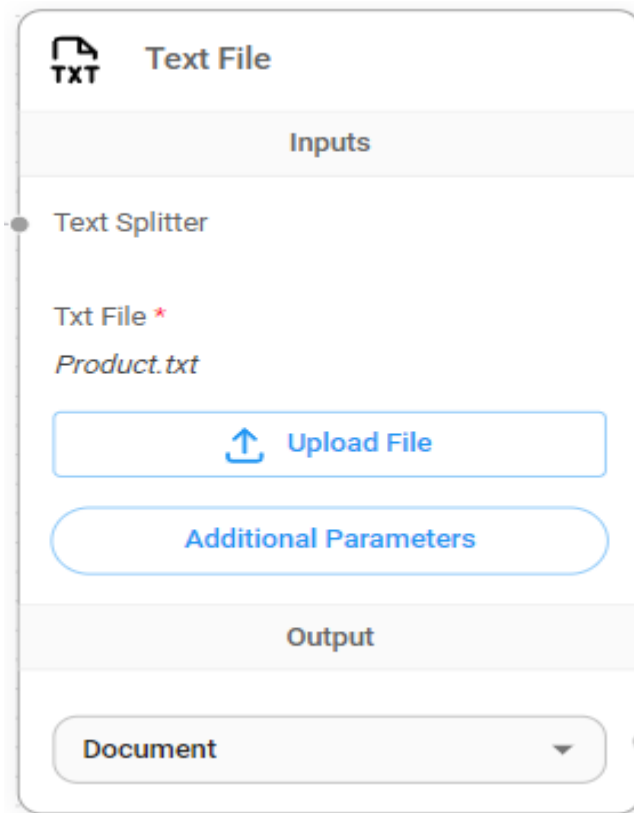 TXT
Text File
Inputs
Text Splitter
Txt File *
Product.txt
Upload File
Additional Parameters
Output
Document